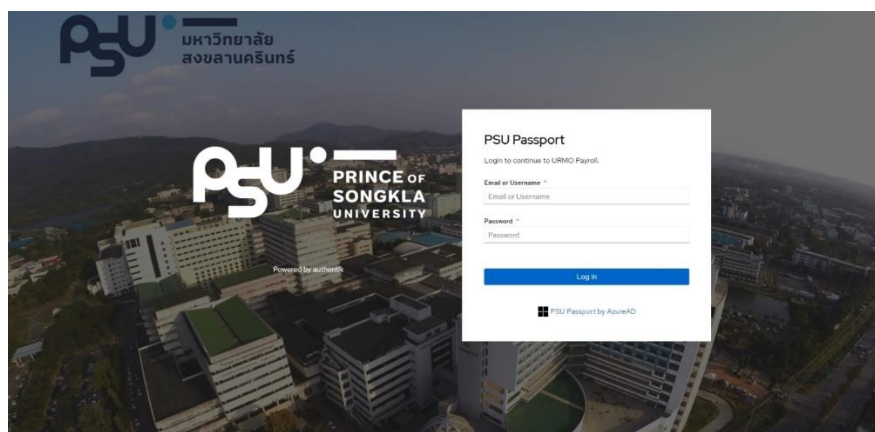 PSU
มหาวิทยาลัย
สงขลานครินทร์
PSU
PRINCE OF
SONGKLA
UNIVERSITY
Powered by authentik
PSU Passport
Login to continue to URMO Payroll.
Email or Username *
Email or Username
Password *
Password
Log in
PSU Passport by AzureAD